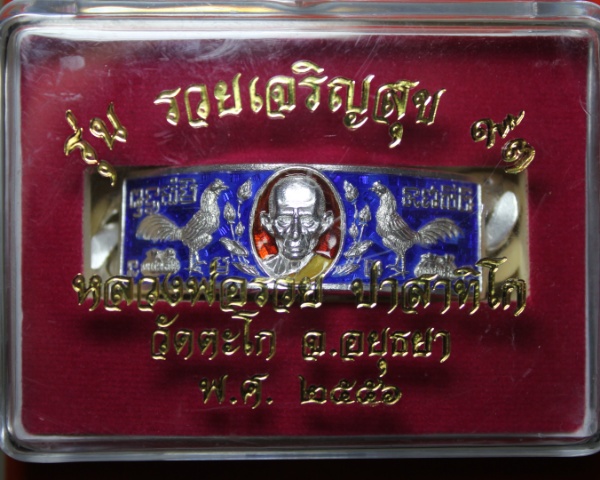 รุ่น รวยเจริญสุข ๑๙๑
หลวงพ่อรวย ปาสาทิโก
วัดตะโก จ.อยุธยา
พ.ศ. ๒๕๕๑